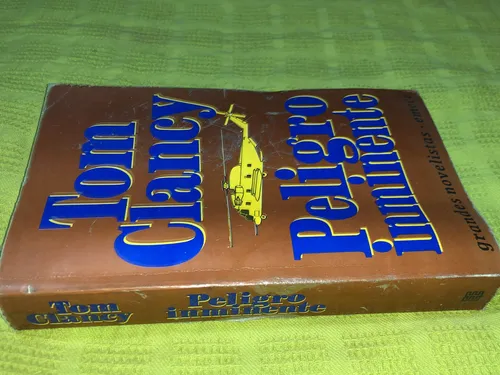 Tom
Clancy
Peligro
inminente
grandes novelistas
Tom
Clancy
Peligro
inminente